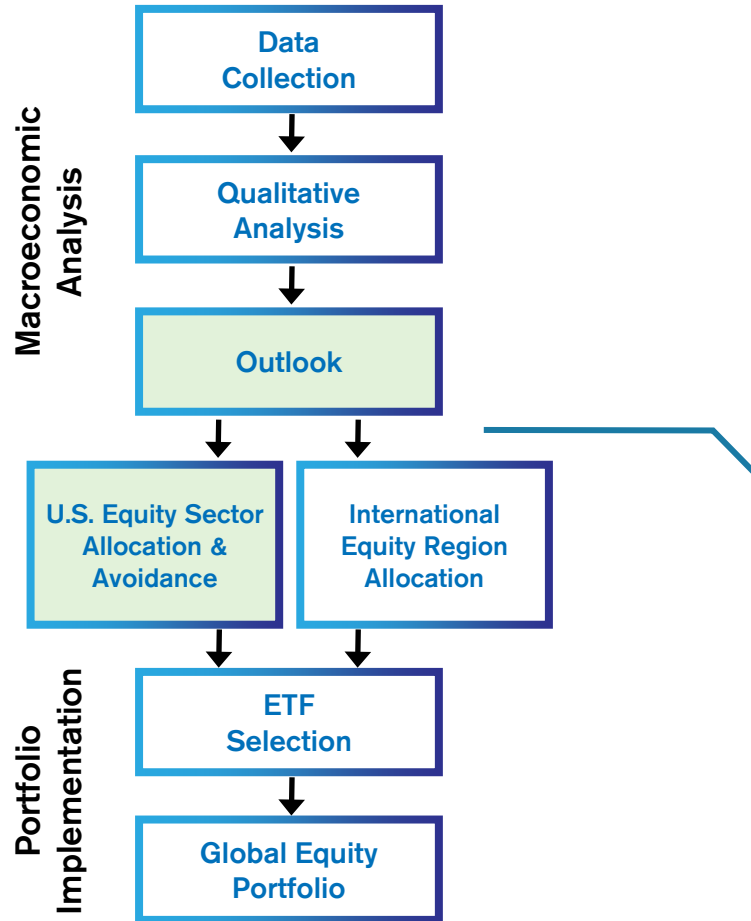 Macroeconomic
Analysis
Data
Collection
Qualitative
Analysis
Outlook
U.S. Equity Sector
Allocation &
Avoidance
International
Equity Region
Allocation
Portfolio
Implementation
ETF
Selection
Global Equity
Portfolio